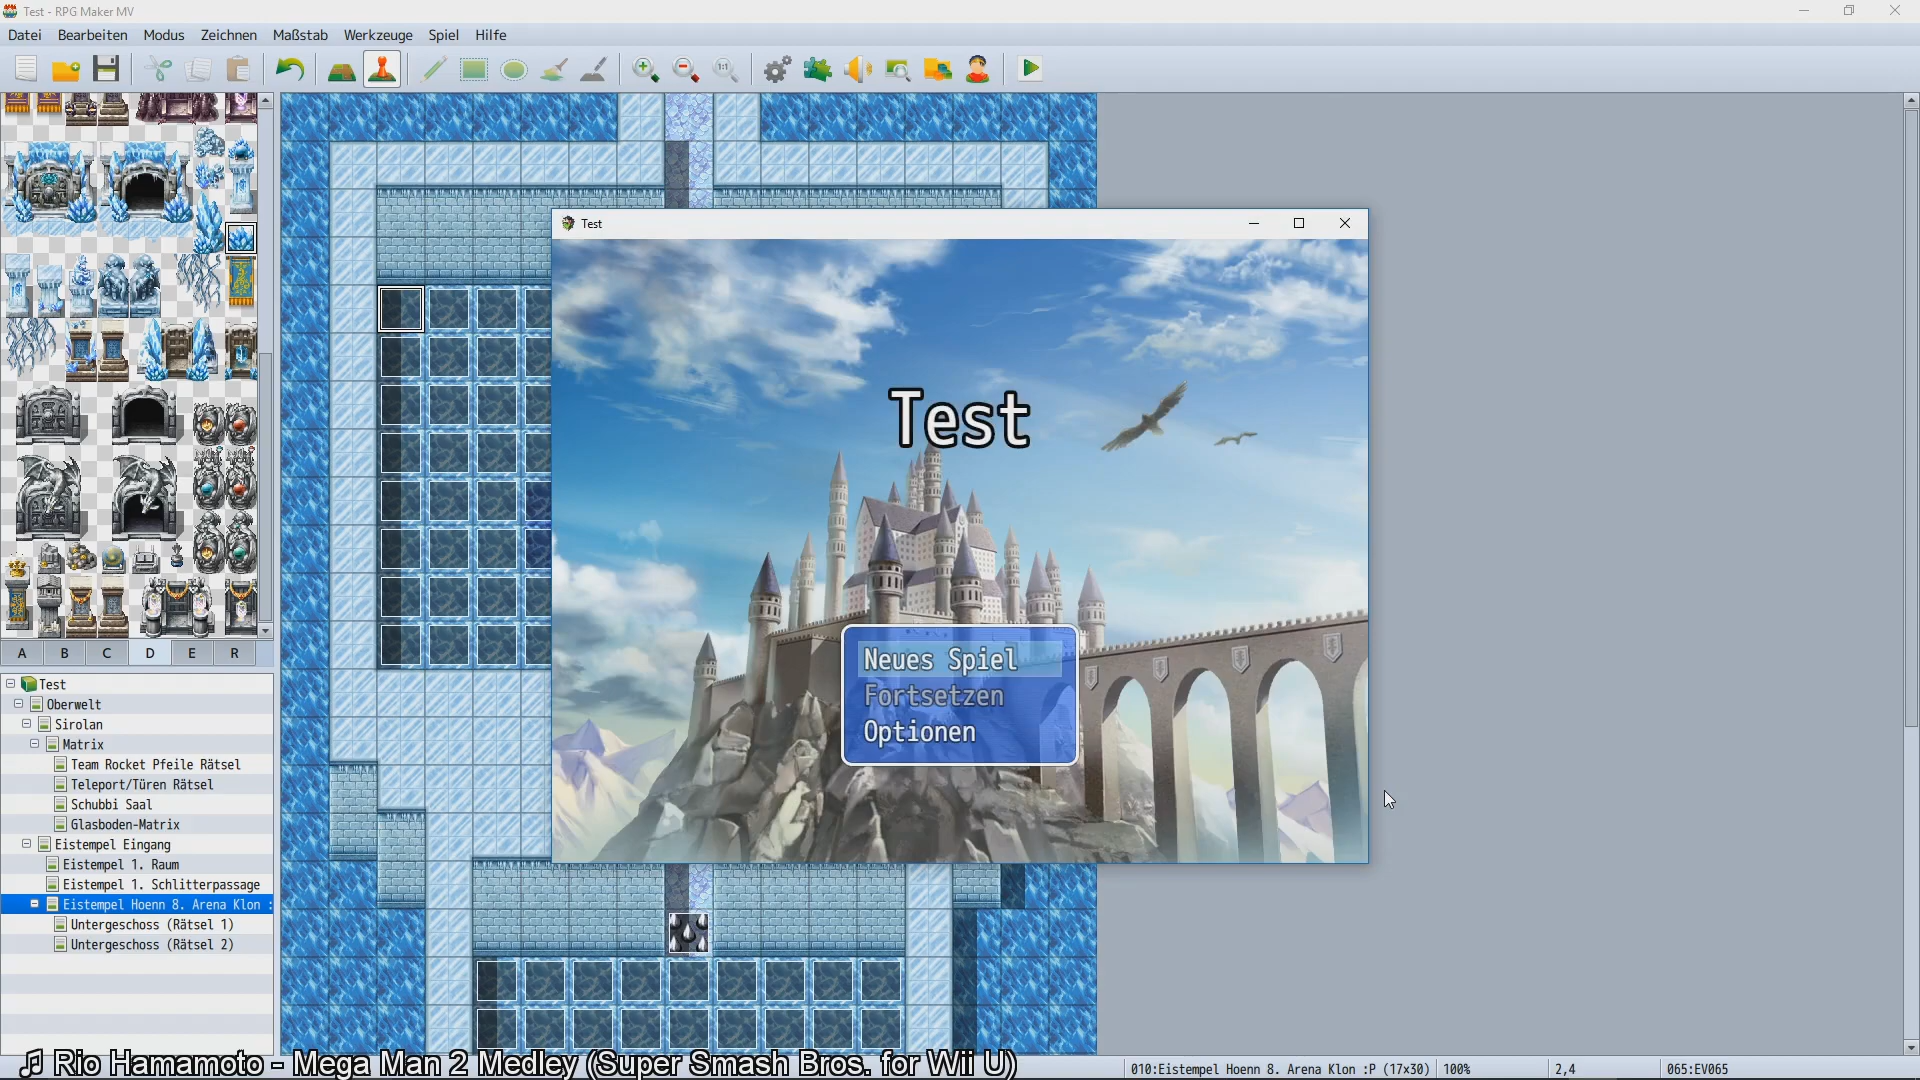 Test - RPG Maker MV
Datei Bearbeiten Modus Zeichnen Maßstab Werkzeuge Spiel Hilfe
1:1
A B C D E R
Test
Oberwelt
Sirolan
Matrix
Team Rocket Pfeile Rätsel
Teleport/Türen Rätsel
Schubbi Saal
Glasboden-Matrix
Eistempel Eingang
Eistempel 1. Raum
Eistempel 1. Schlitterpassage
Eistempel Hoenn 8. Arena Klon :
Untergeschoss (Rätsel 1)
Untergeschoss (Rätsel 2)
Test
Test
Neues Spiel
Fortsetzen
Optionen
♫ Rio Hamamoto - Mega Man 2 Medley (Super Smash Bros. for Wii U)
010:Eistempel Hoenn 8. Arena Klon :P (17x30) 100% 2,4 065:EV065